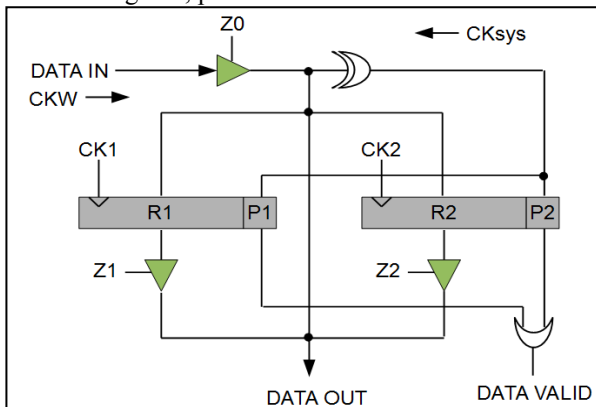 Z0
CKsys
DATA IN
CKW
CK1
CK2
R1 P1
R2 P2
Z1
Z2
DATA OUT
DATA VALID